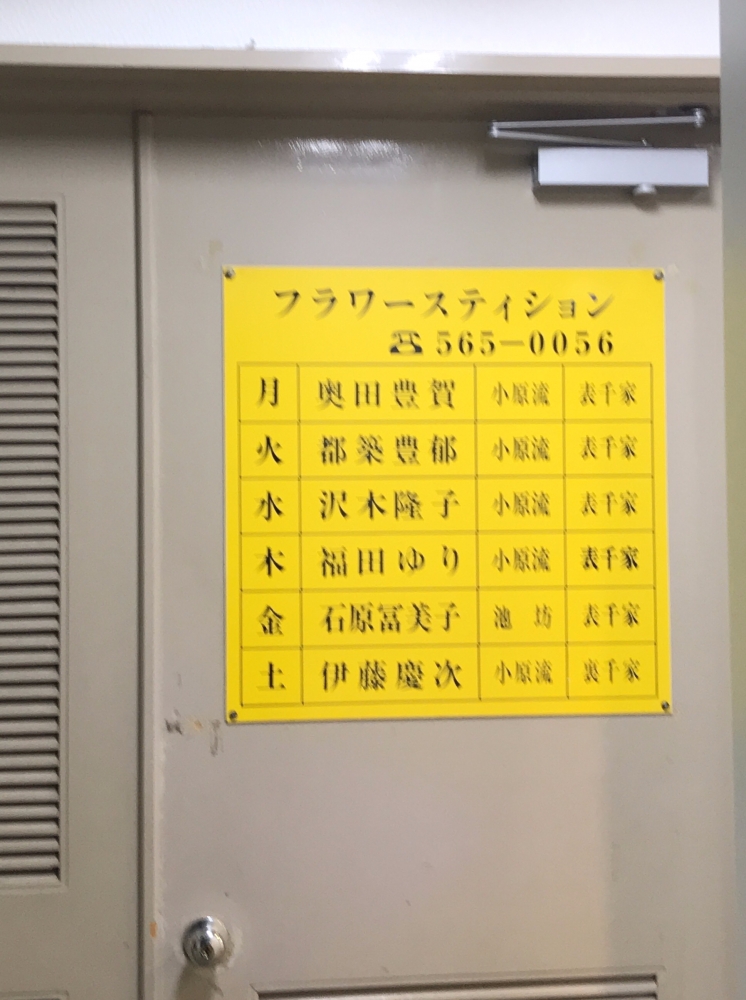 フラワースティション
☎565－0056
月 奥田豊賀 小原流 表千家
火 都築豊郁 小原流 表千家
水 沢木隆子 小原流 表千家
木 福田ゆり 小原流 表千家
金 石原冨美子 池坊 表千家
土 伊藤慶次 小原流 裏千家